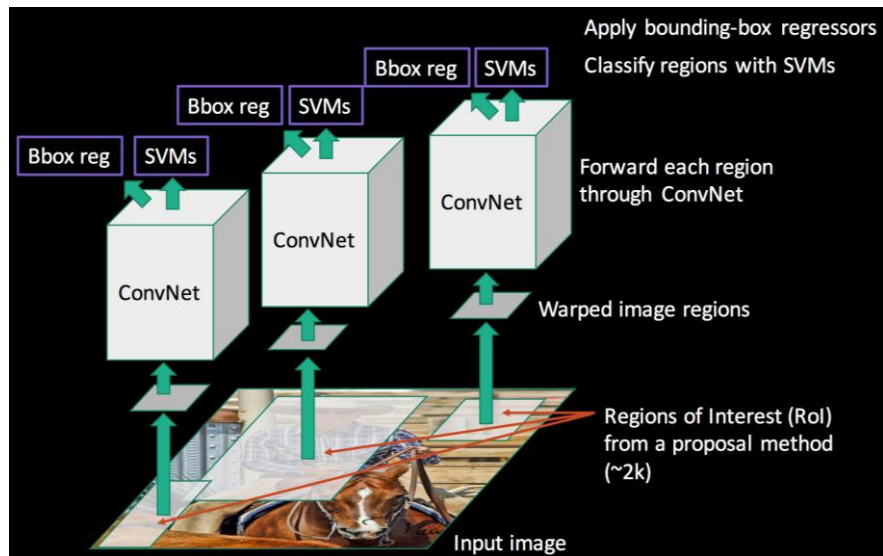 Apply bounding-box regressors
Bbox reg
SVMs
Classify regions with SVMs
Bbox reg
SVMs
Bbox reg
SVMs
Forward each region
through ConvNet
ConvNet
ConvNet
ConvNet
Warped image regions
Regions of Interest (RoI)
from a proposal method
(~2k)
Input image